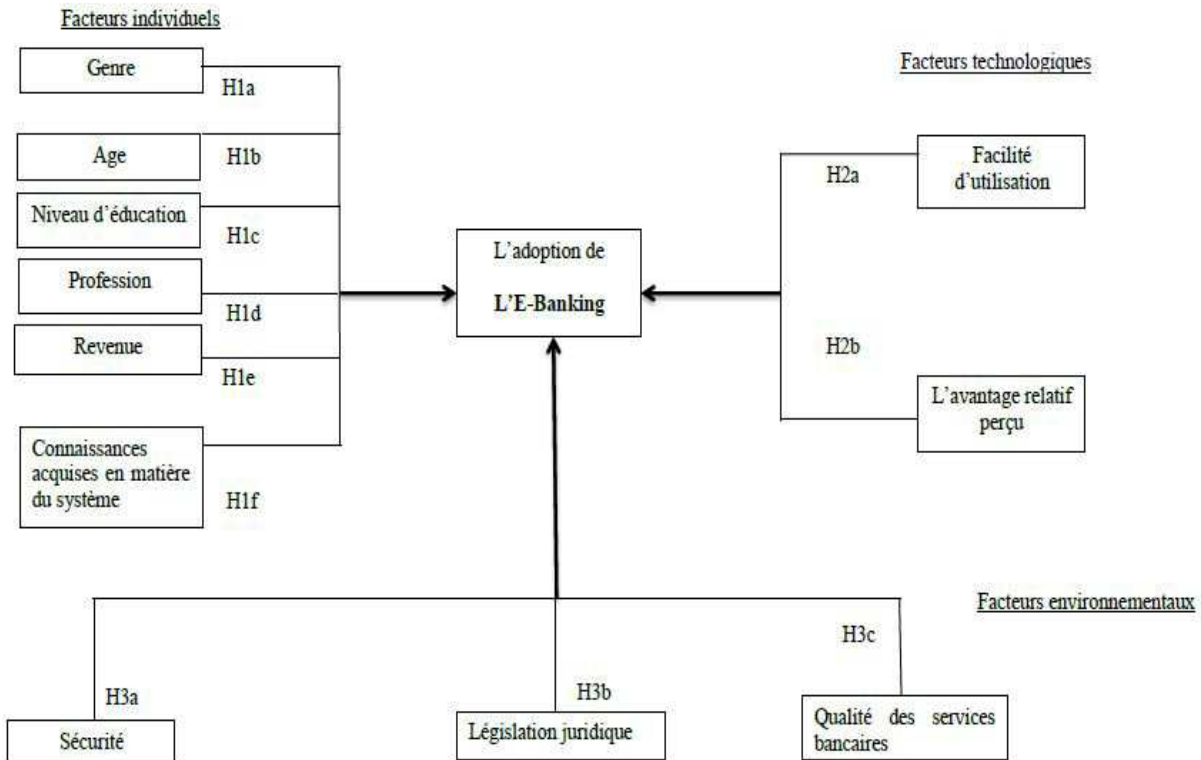 Facteurs individuels
Genre
H1a
Age
H1b
Niveau d'éducation
H1c
Profession
H1d
Revenue
H1e
Connaissances
acquises en matière
du système
H1f
L'adoption de
L'E-Banking
Facteurs technologiques
H2a
Facilité
d'utilisation
H2b
L'avantage relatif
perçu
Facteurs environnementaux
H3a
Sécurité
H3b
Législation juridique
H3c
Qualité des services
bancaires